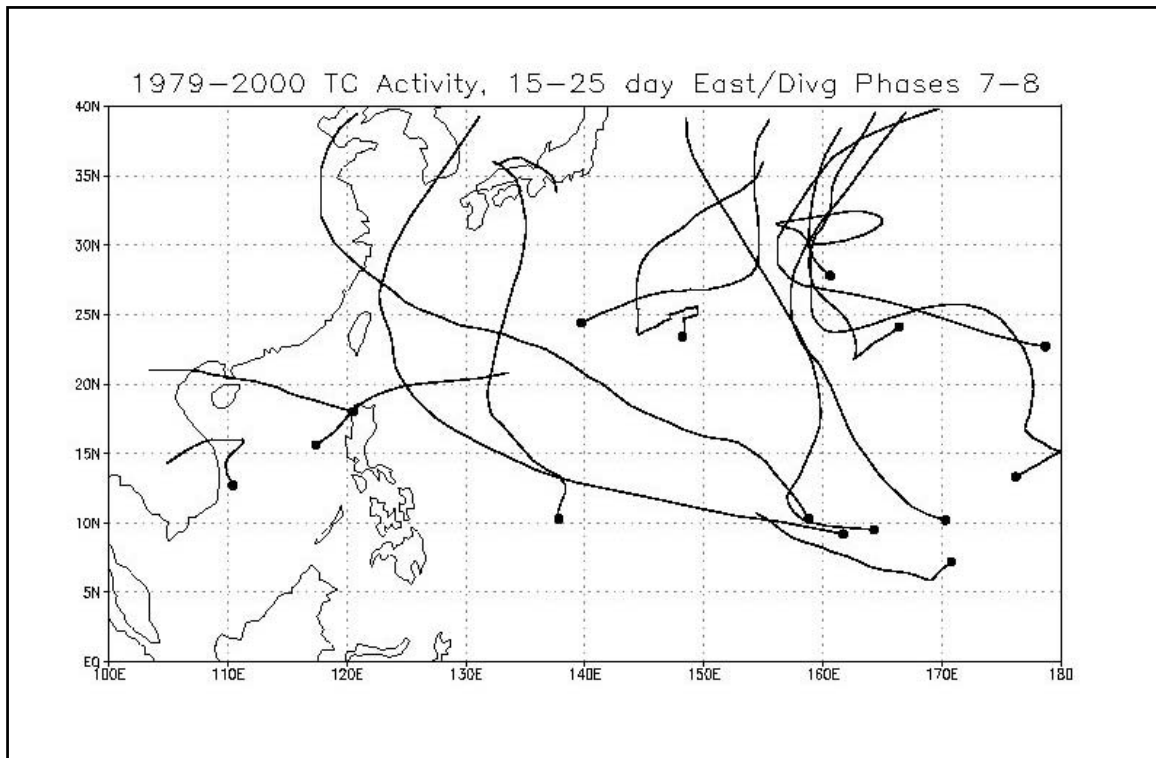 1979-2000 TC Activity, 15-25 day East/Divg Phases 7-8
40N
35N
30N
25N
20N
15N
10N
5N
EQ
100E 110E 120E 130E 140E 150E 160E 170E 180